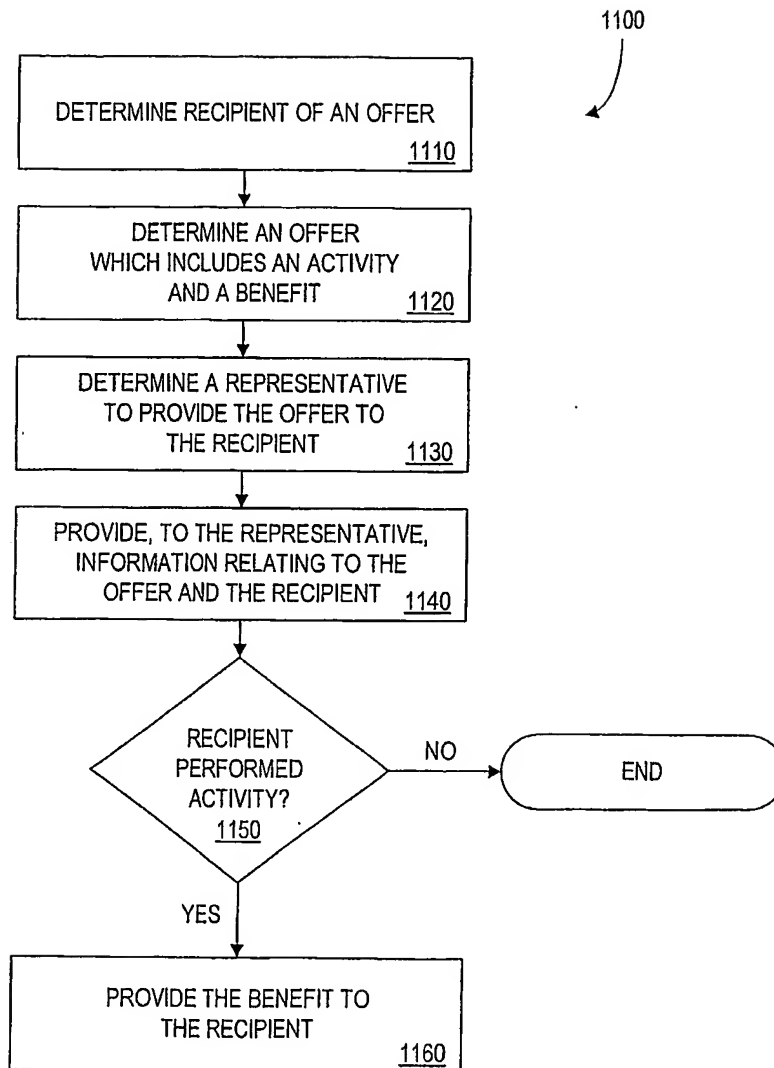 1100
DETERMINE RECIPIENT OF AN OFFER
1110
DETERMINE AN OFFER
WHICH INCLUDES AN ACTIVITY
AND A BENEFIT
1120
DETERMINE A REPRESENTATIVE
TO PROVIDE THE OFFER TO
THE RECIPIENT
1130
PROVIDE, TO THE REPRESENTATIVE,
INFORMATION RELATING TO THE
OFFER AND THE RECIPIENT
1140
RECIPIENT
PERFORMED
ACTIVITY?
1150
NO
END
YES
PROVIDE THE BENEFIT TO
THE RECIPIENT
1160